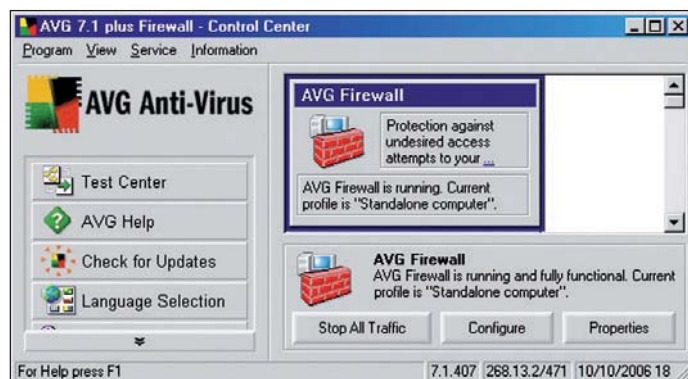 AVG 7.1 plus Firewall - Control Center
Program View Service Information
AVG Anti-Virus
Test Center
AVG Help
Check for Updates
Language Selection
AVG Firewall
Protection against
undesired access
attempts to your ...
AVG Firewall is running. Current
profile is "Standalone computer".
AVG Firewall
AVG Firewall is running and fully functional. Current
profile is "Standalone computer".
Stop All Traffic Configure Properties
For Help press F1 7.1.407 268.13.2/471 10/10/2006 18